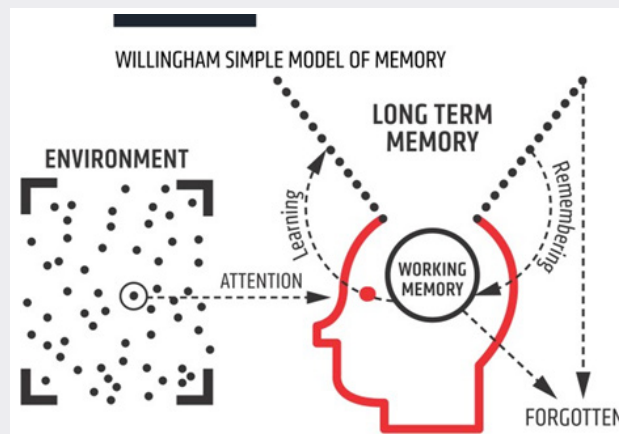 WILLINGHAM SIMPLE MODEL OF MEMORY
LONG TERM
MEMORY
ENVIRONMENT
Learning
Remembering
ATTENTION
WORKING
MEMORY
FORGOTTEN